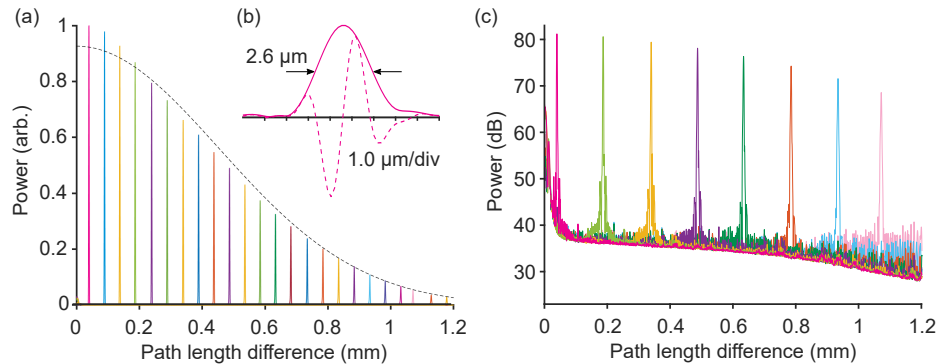 (a)
(b)
(c)
1
0.8
0.6
0.4
0.2
0
Power (arb.)
0
0.2
0.4
0.6
0.8
1
1.2
Path length difference (mm)
2.6 µm
1.0 µm/div
80
70
60
50
40
30
Power (dB)
0
0.2
0.4
0.6
0.8
1
1.2
Path length difference (mm)